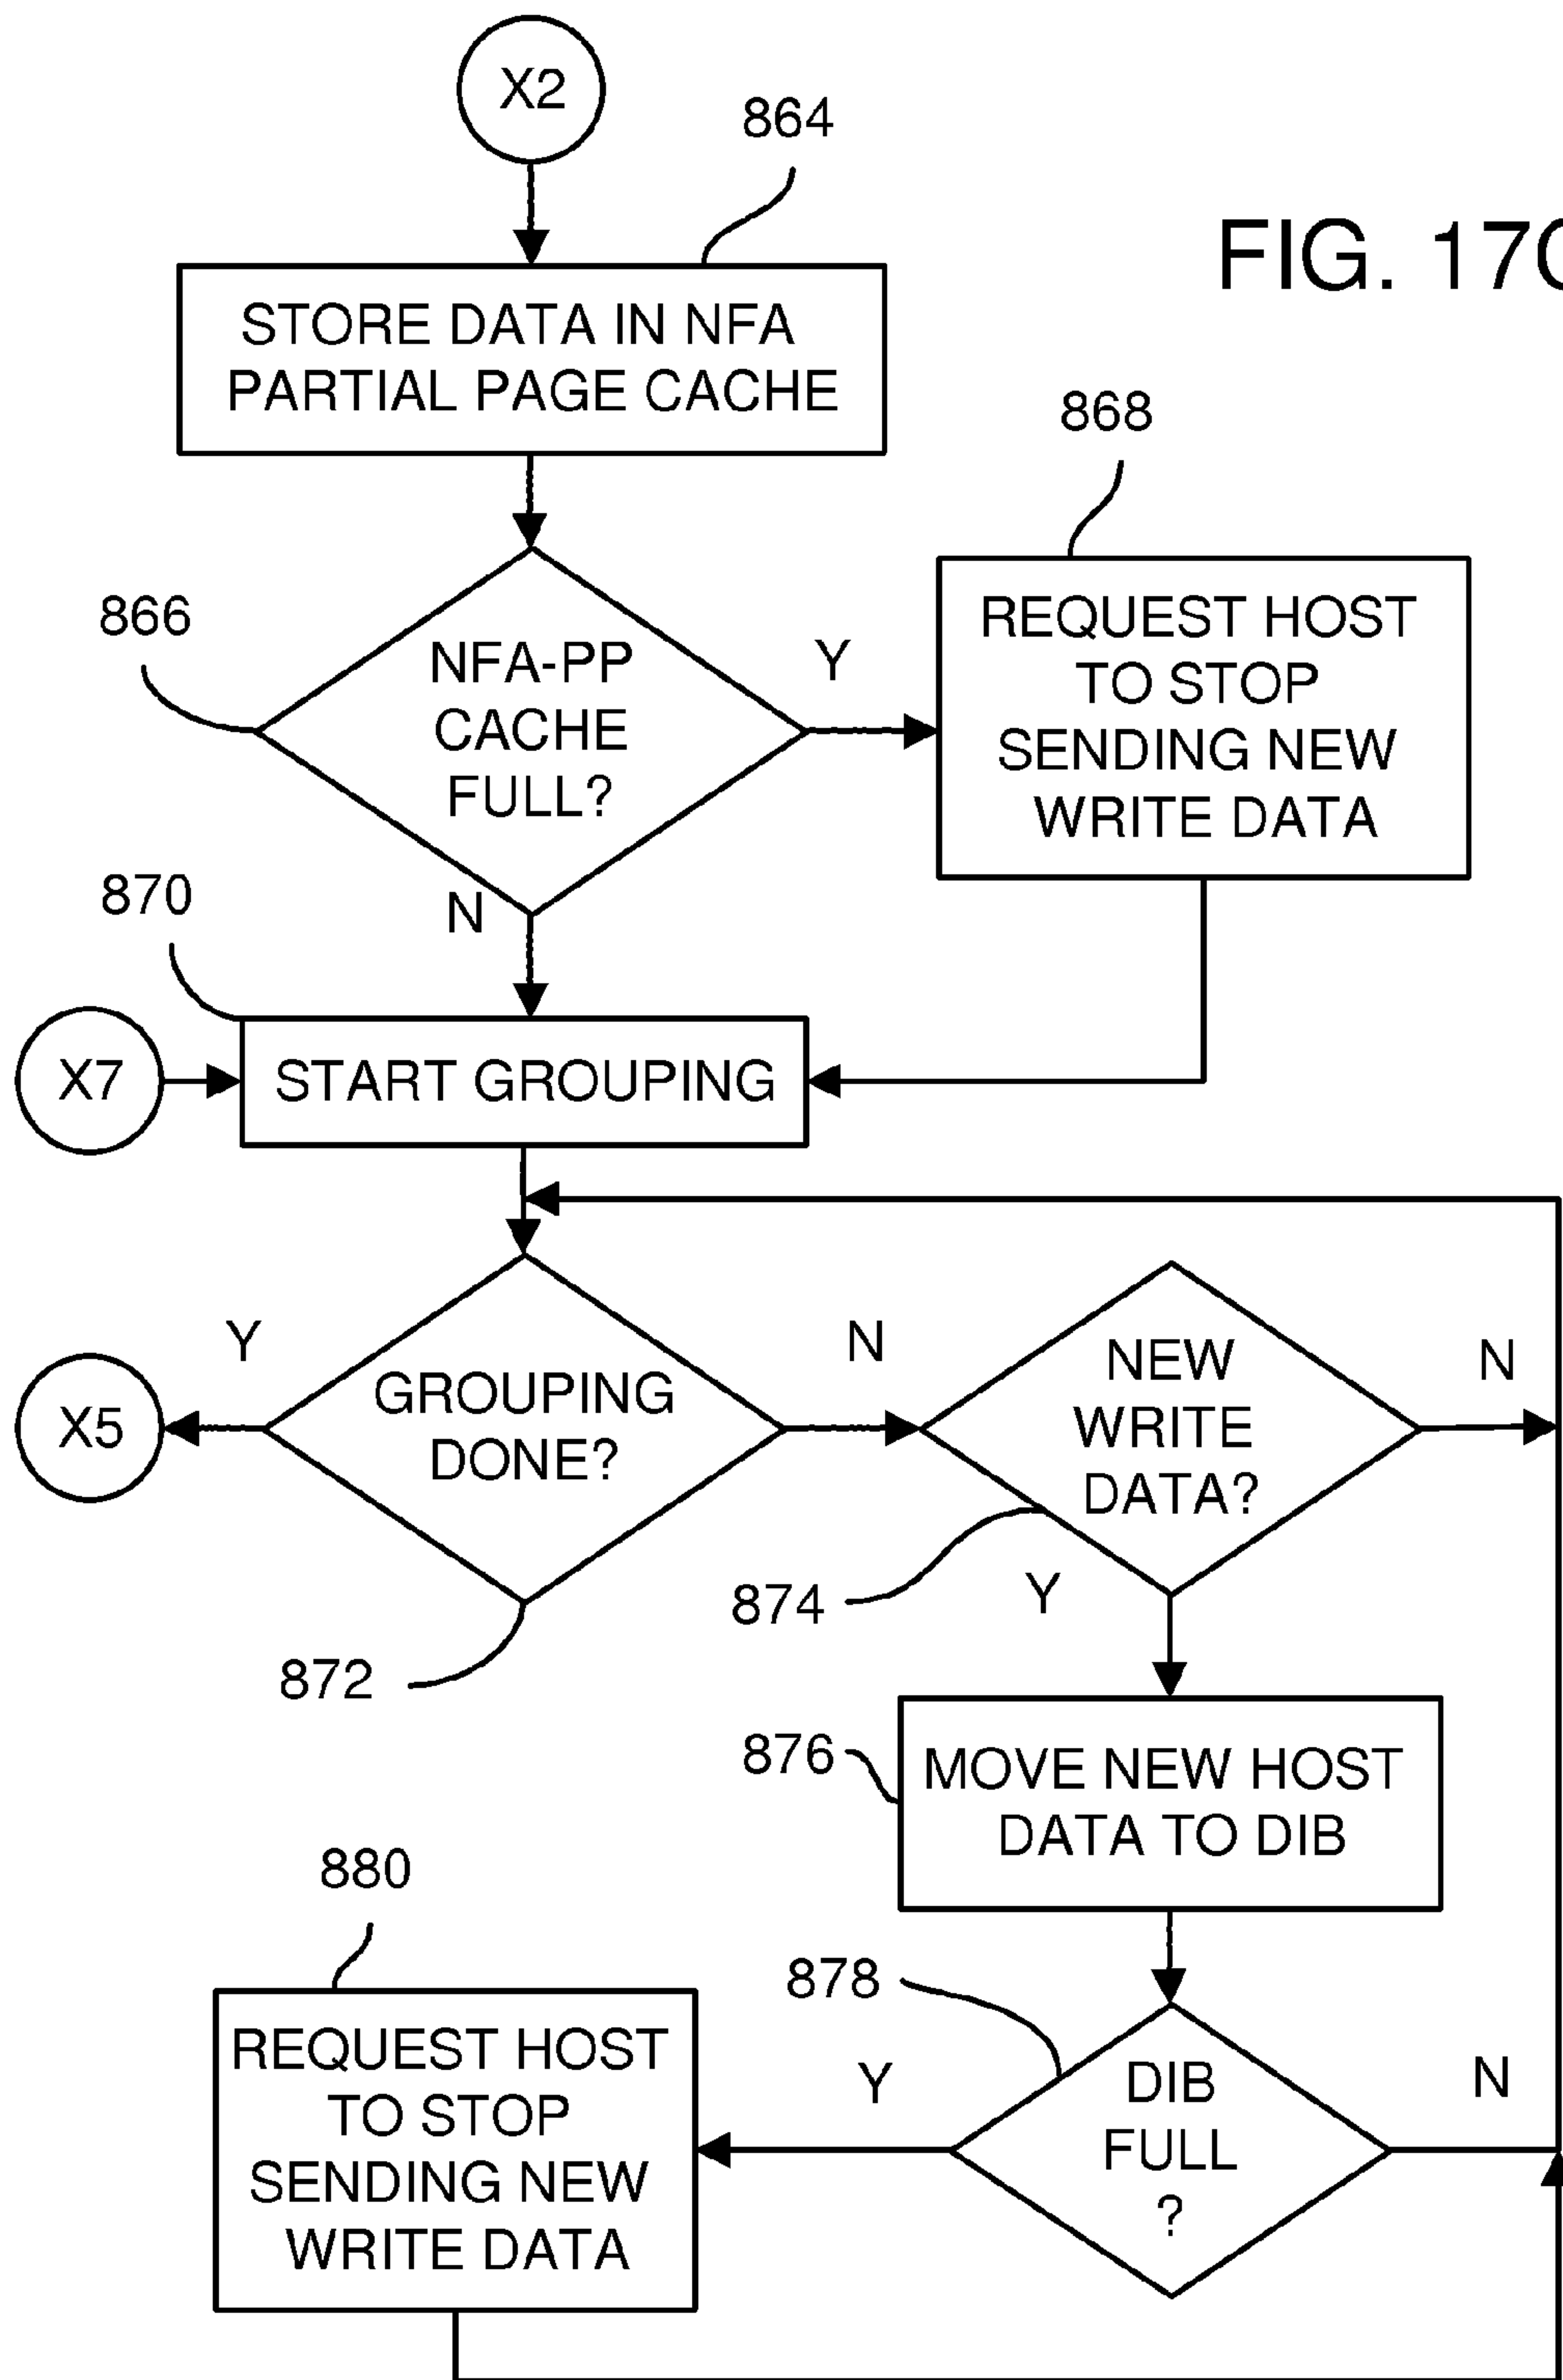 X2
864
FIG. 17C
STORE DATA IN NFA
PARTIAL PAGE CACHE
868
866
NFA-PP
CACHE
FULL?
Y
REQUEST HOST
TO STOP
SENDING NEW
WRITE DATA
870
N
X7
START GROUPING
Y
N
N
X5
GROUPING
DONE?
NEW
WRITE
DATA?
874
Y
872
876
MOVE NEW HOST
DATA TO DIB
880
878
REQUEST HOST
TO STOP
SENDING NEW
WRITE DATA
Y
DIB
FULL
?
N